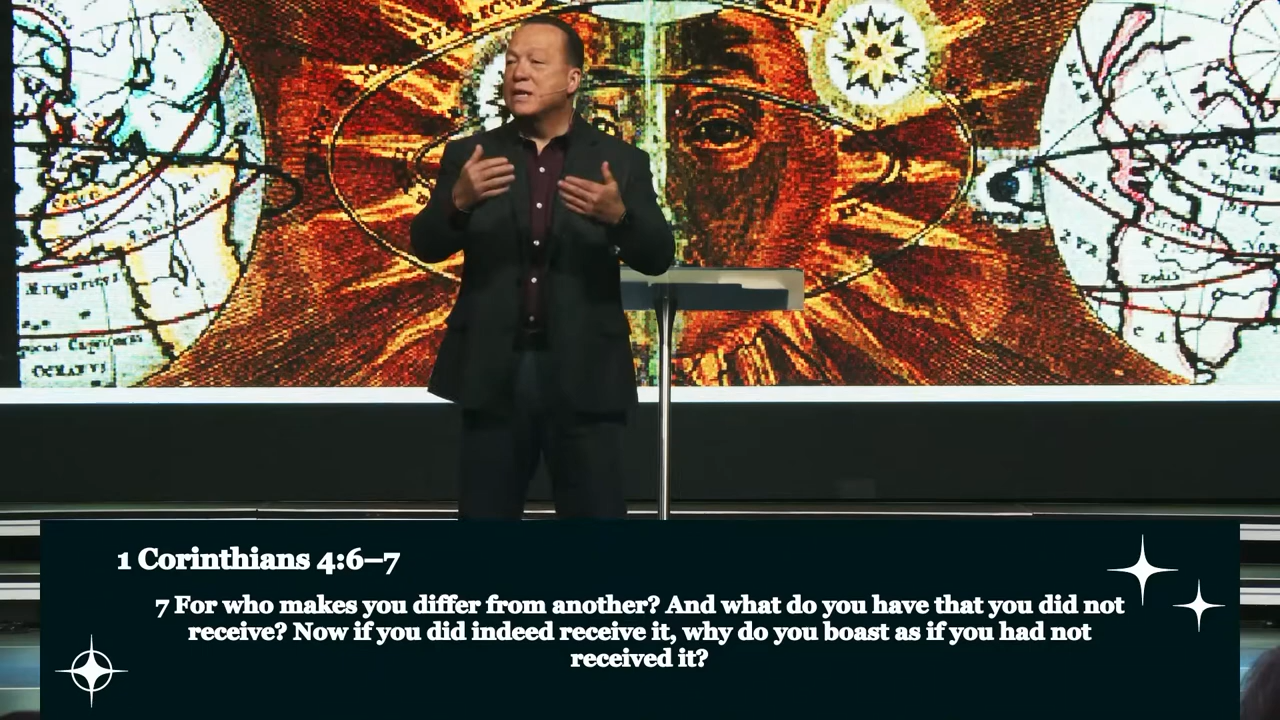 1 Corinthians 4:6–7
7 For who makes you differ from another? And what do you have that you did not
receive? Now if you did indeed receive it, why do you boast as if you had not
received it?